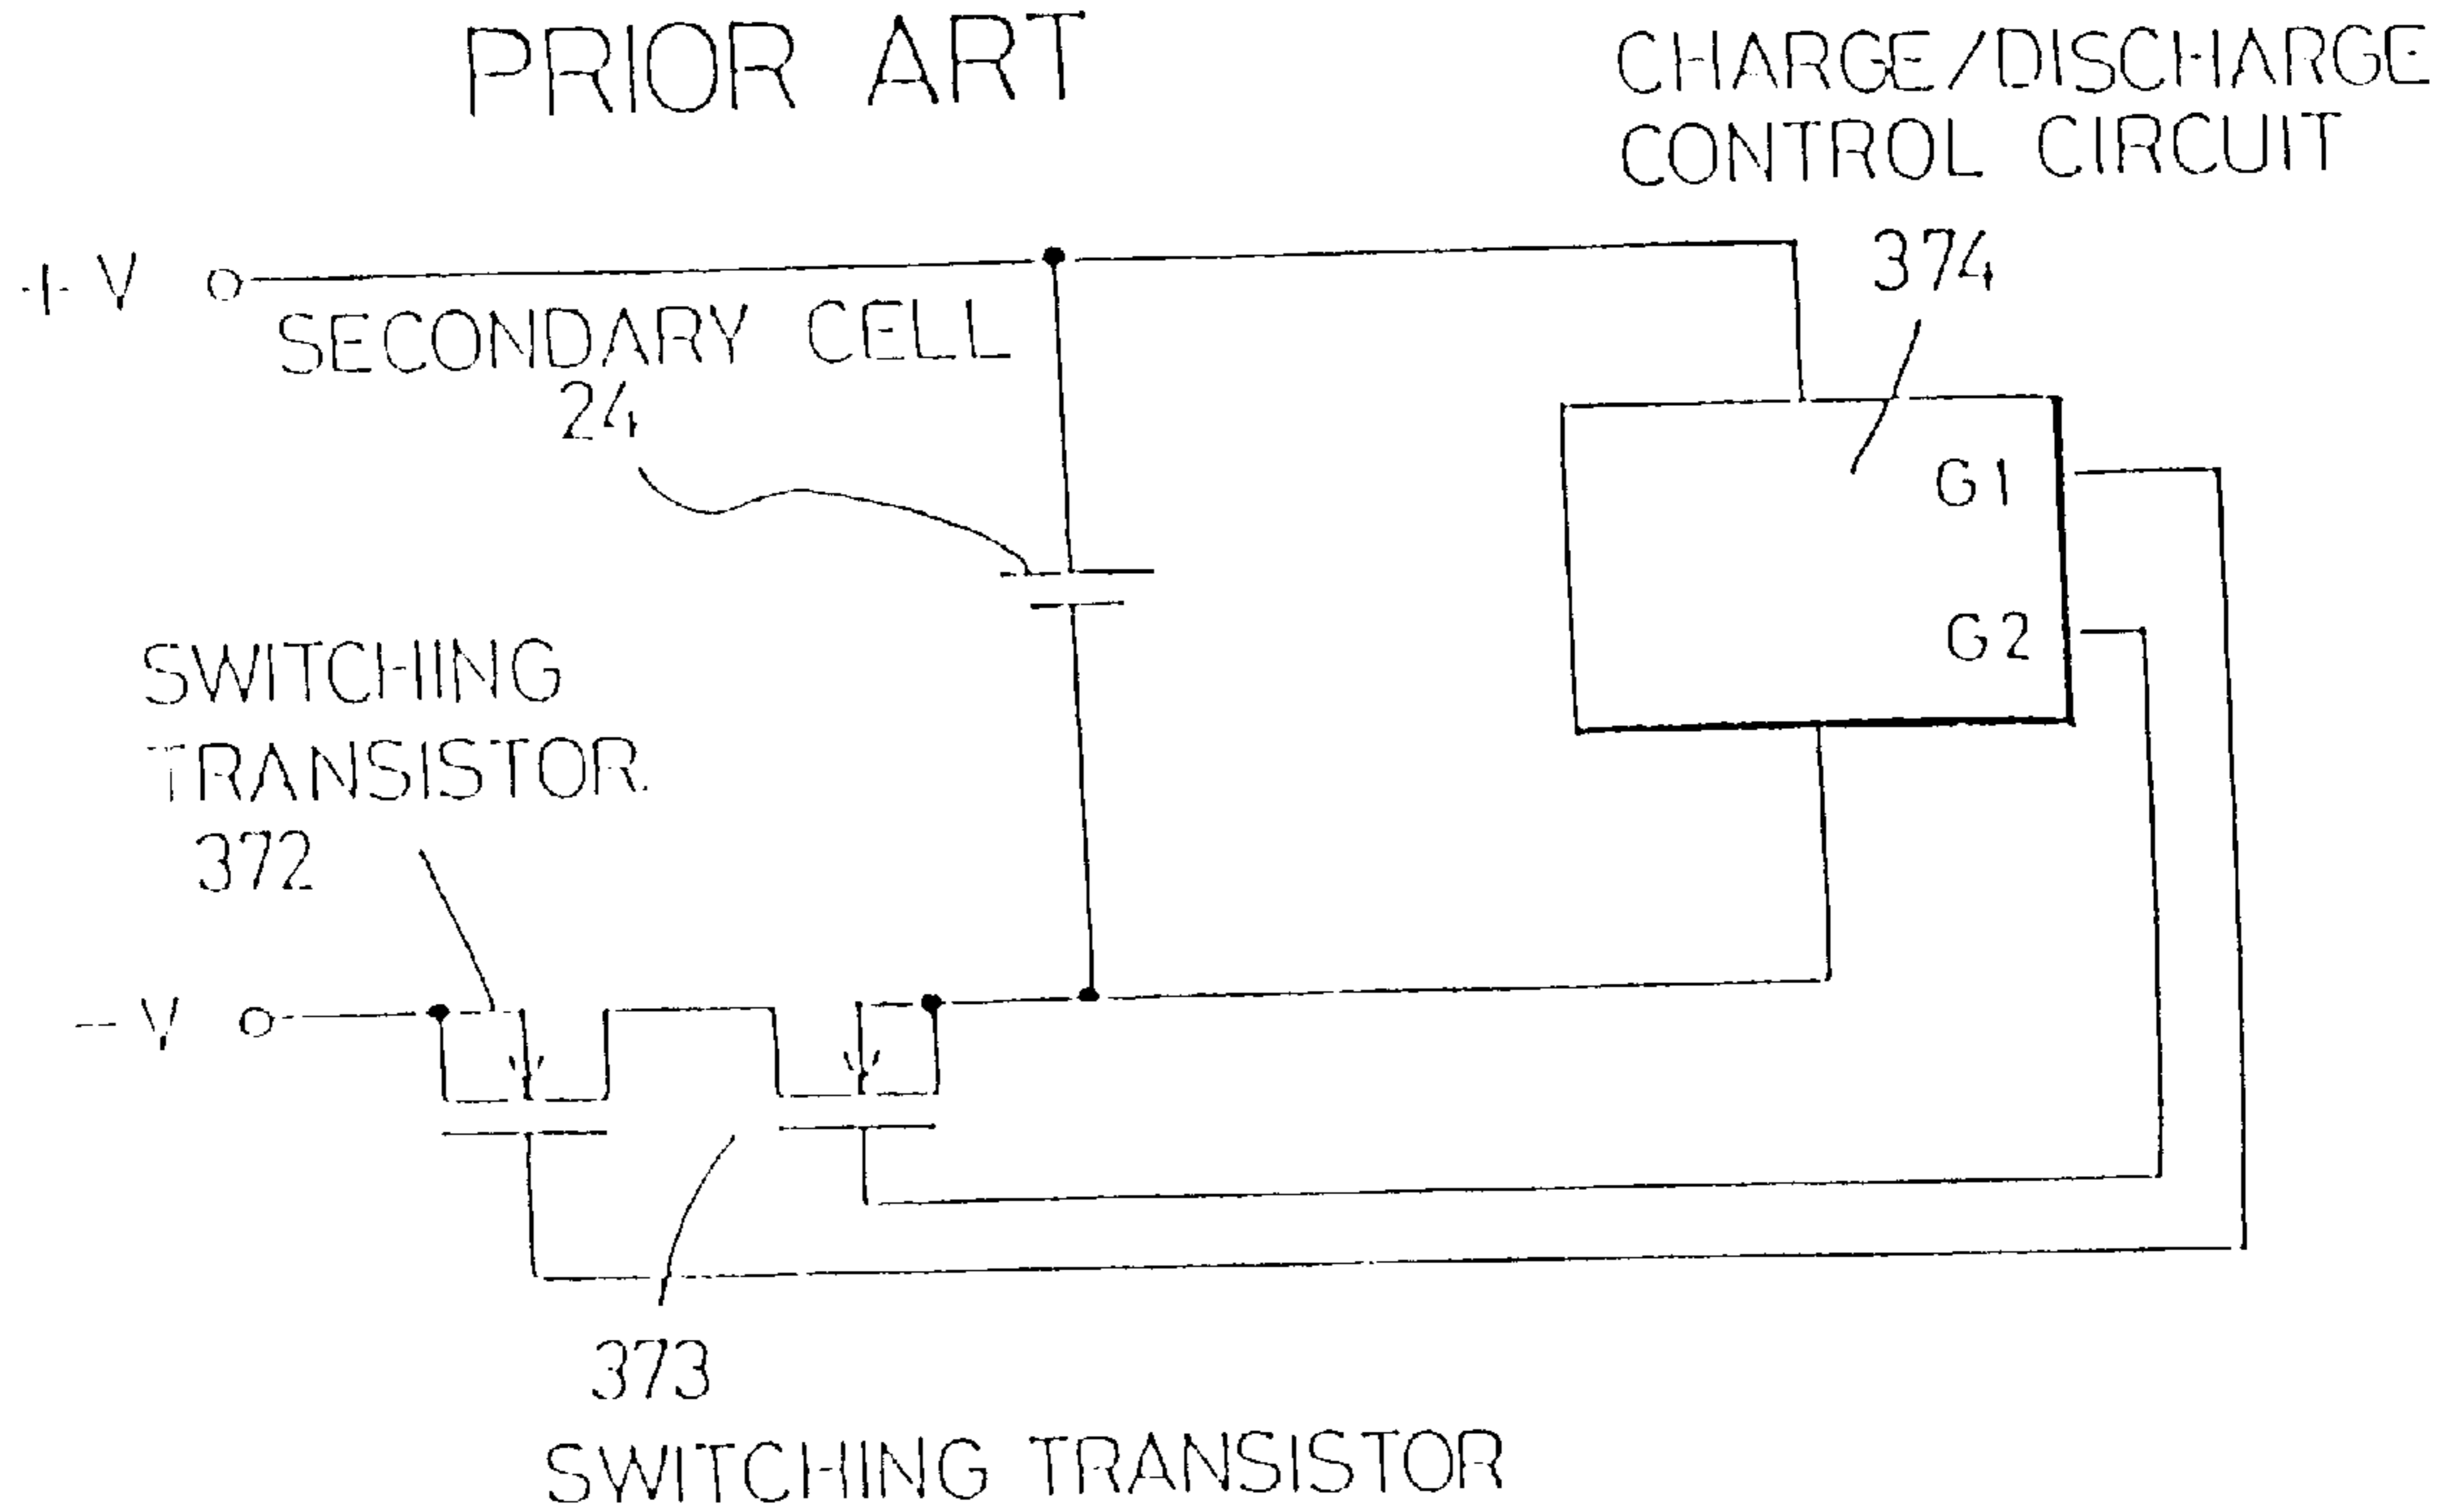 PRIOR ART
CHARGE/DISCHARGE
CONTROL CIRCUIT
374
+V
SECONDARY CELL
24
G1
G2
SWITCHING
TRANSISTOR
372
-V
373
SWITCHING TRANSISTOR